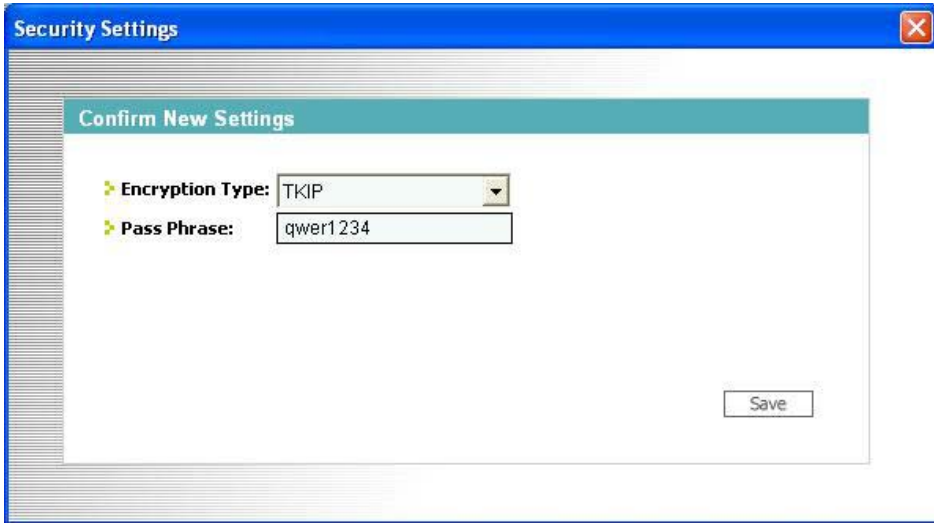 Security Settings
Confirm New Settings
Encryption Type: TKIP
Pass Phrase: qwer1234
Save